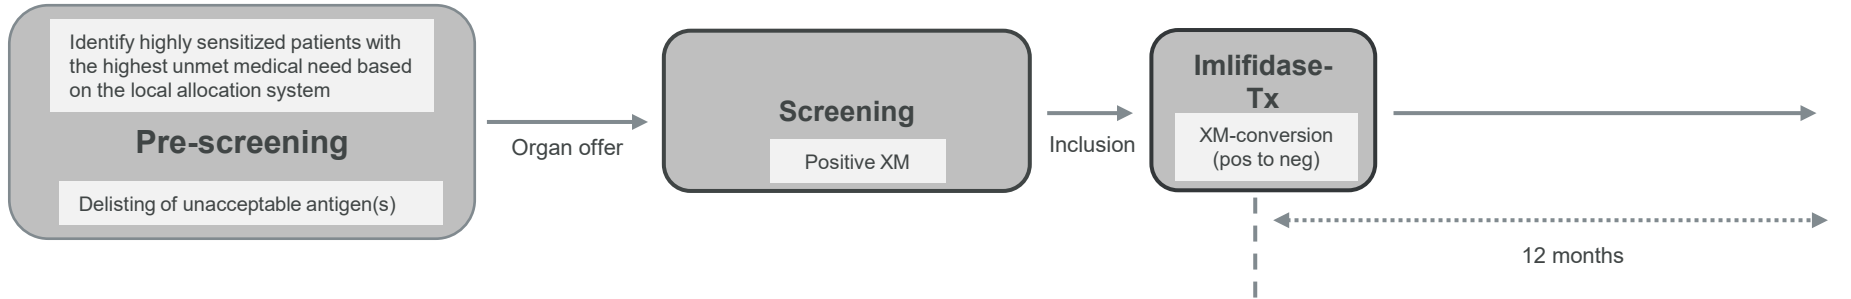 Identify highly sensitized patients with
the highest unmet medical need based
on the local allocation system
Pre-screening
Delisting of unacceptable antigen(s)
Organ offer
Screening
Positive XM
Inclusion
Imlifidase-
Tx
XM-conversion
(pos to neg)
12 months